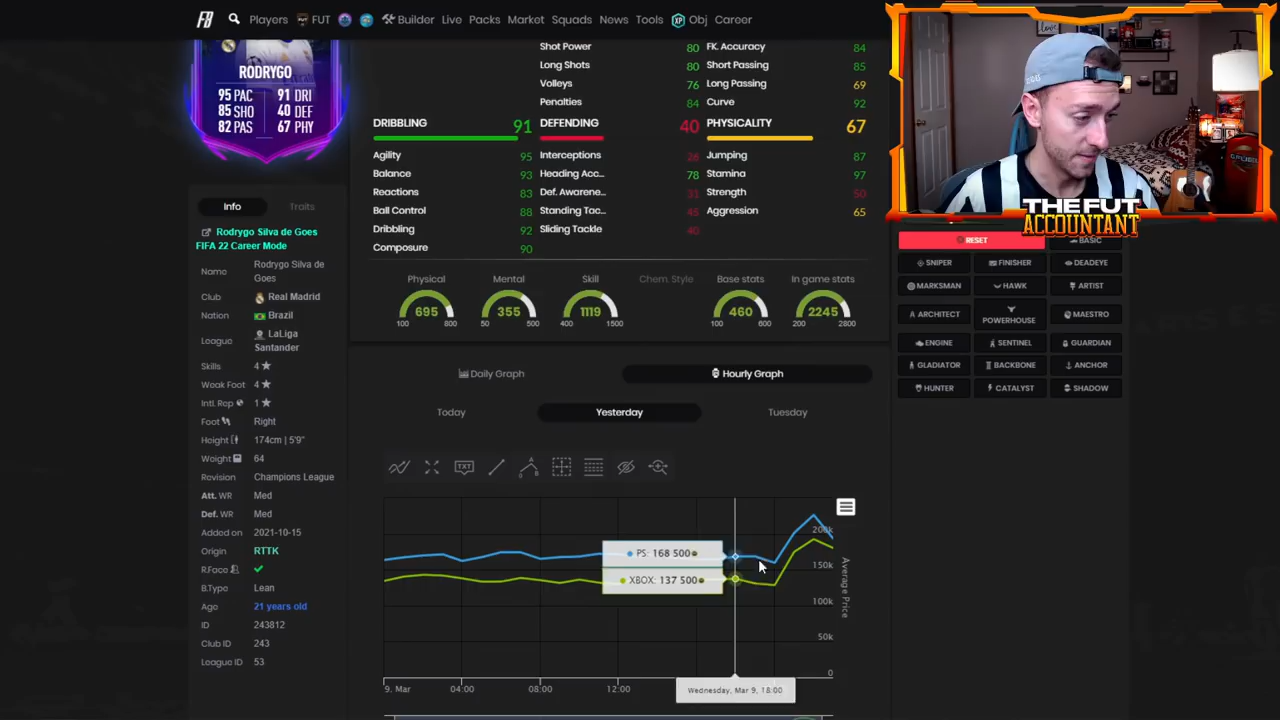 FB Players FUT Builder Live Packs Market Squads News Tools XP Obj Career
RODRYGO
95 PAC 91 DRI
85 SHO 40 DEF
82 PAS 67 PHY
Shot Power 80
Long Shots 80
Volleys 76
Penalties 84
FK. Accuracy 84
Short Passing 85
Long Passing 69
Curve 92
DRIBBLING 91
Agility 95
Balance 93
Reactions 83
Ball Control 88
Dribbling 92
Composure 90
DEFENDING 40
Interceptions 26
Heading Acc... 78
Def. Awarene... 31
Standing Tac... 45
Sliding Tackle 40
PHYSICALITY 67
Jumping 87
Stamina 97
Strength 50
Aggression 65
Physical
695
100 800
Mental
355
50 500
Skill
1119
400 1500
Chem. Style
Base stats
460
100 600
In game stats
2245
200 2800
Info Traits
Rodrygo Silva de Goes
FIFA 22 Career Mode
Name Rodrygo Silva de
Goes
Club Real Madrid
Nation Brazil
League LaLiga
Santander
Skills 4★
Weak Foot 4★
Intl. Rep 1★
Foot Right
Height 174cm | 5'9"
Weight 64
Revision Champions League
Att. WR Med
Def. WR Med
Added on 2021-10-15
Origin RTTK
R.Face
B.Type Lean
Age 21 years old
ID 243812
Club ID 243
League ID 53
Daily Graph Hourly Graph
Today Yesterday Tuesday
TXT
PS: 168 500
XBOX: 137 500
200k
150k
100k
50k
0
Average Price
9. Mar 04:00 08:00 12:00
Wednesday, Mar 9, 18:00
THE FUT
ACCOUNTANT
RESET BASIC
SNIPER FINISHER DEADEYE
MARKSMAN HAWK ARTIST
ARCHITECT POWERHOUSE MAESTRO
ENGINE SENTINEL GUARDIAN
GLADIATOR BACKBONE ANCHOR
HUNTER CATALYST SHADOW